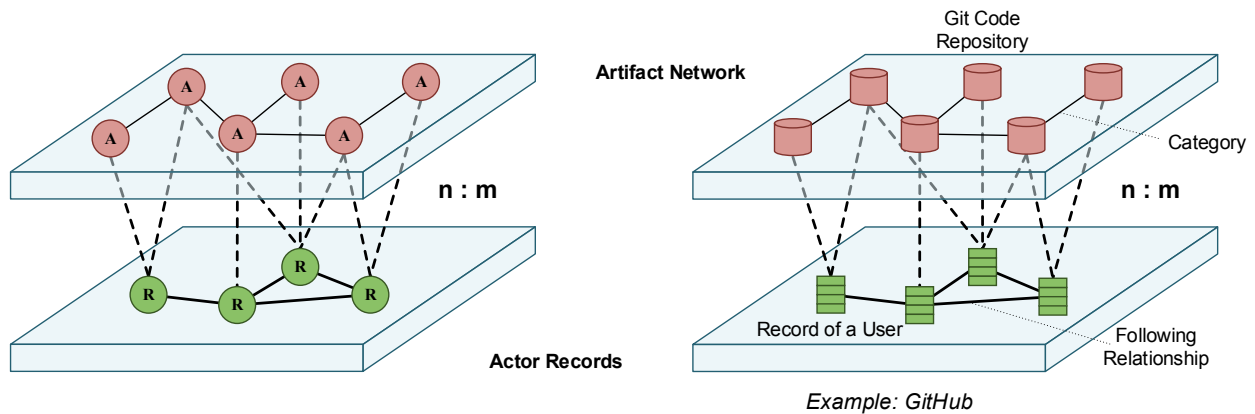 Git Code
Repository
Artifact Network
A
A
A
A
A
A
Category
n : m
n : m
R
R
R
R
Record of a User
Following
Relationship
Actor Records
Example: GitHub